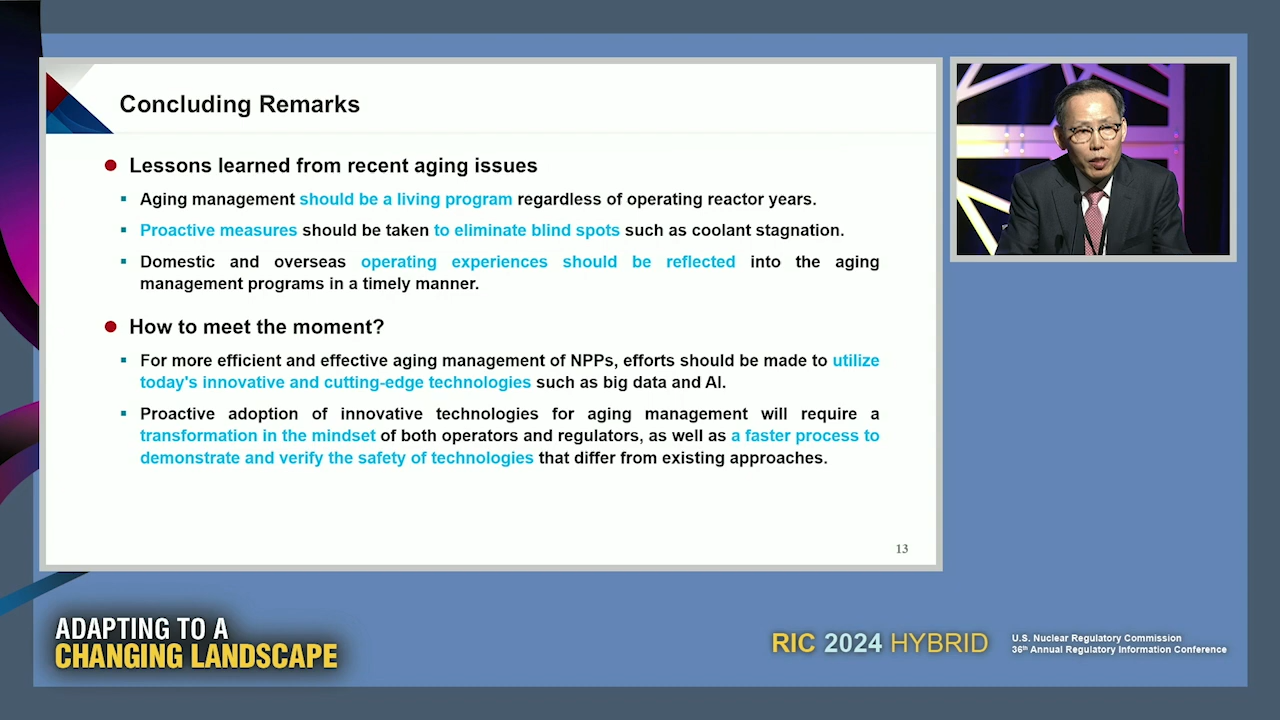 Concluding Remarks
Lessons learned from recent aging issues
Aging management should be a living program regardless of operating reactor years.
Proactive measures should be taken to eliminate blind spots such as coolant stagnation.
Domestic and overseas operating experiences should be reflected into the aging
management programs in a timely manner.
How to meet the moment?
For more efficient and effective aging management of NPPs, efforts should be made to utilize
today's innovative and cutting-edge technologies such as big data and AI.
Proactive adoption of innovative technologies for aging management will require a
transformation in the mindset of both operators and regulators, as well as a faster process to
demonstrate and verify the safety of technologies that differ from existing approaches.
13
ADAPTING TO A
CHANGING LANDSCAPE
RIC 2024 HYBRID
U.S. Nuclear Regulatory Commission
36th Annual Regulatory Information Conference